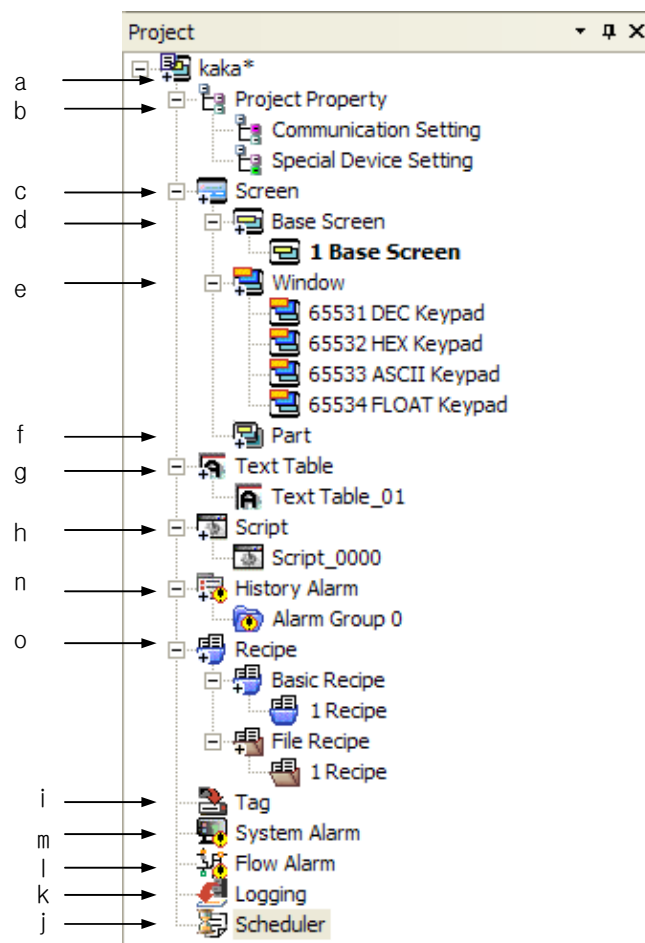 Project
a kaka*
b Project Property
Communication Setting
Special Device Setting
c Screen
d Base Screen
1 Base Screen
e Window
65531 DEC Keypad
65532 HEX Keypad
65533 ASCII Keypad
65534 FLOAT Keypad
f Part
g Text Table
Text Table_01
h Script
Script_0000
n History Alarm
Alarm Group 0
o Recipe
Basic Recipe
1 Recipe
File Recipe
1 Recipe
i Tag
m System Alarm
l Flow Alarm
k Logging
j Scheduler